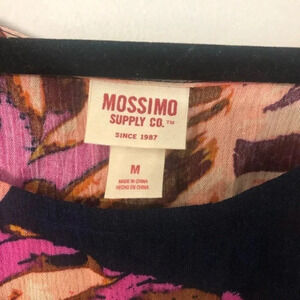 MOSSIMO
SUPPLY CO.™
SINCE 1987
M
MADE IN CHINA
HECHO EN CHINA